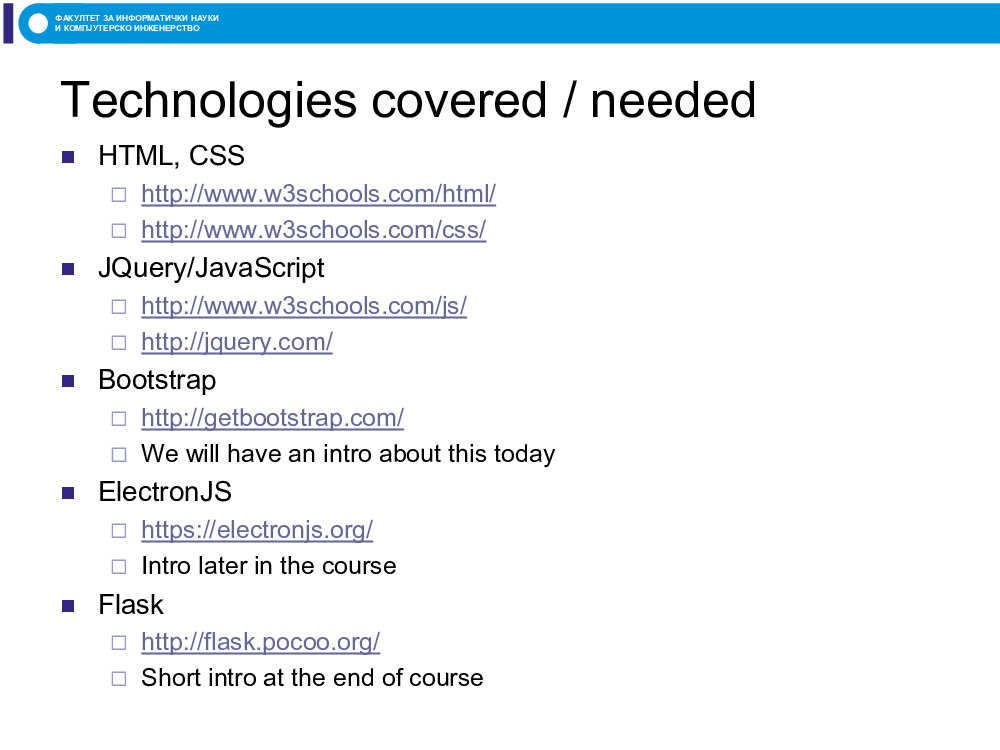 ФАКУЛТЕТ ЗА ИНФОРМАТИЧКИ НАУКИ
И КОМПЈУТЕРСКО ИНЖЕНЕРСТВО
Technologies covered / needed
HTML, CSS
http://www.w3schools.com/html/
http://www.w3schools.com/css/
JQuery/JavaScript
http://www.w3schools.com/js/
http://jquery.com/
Bootstrap
http://getbootstrap.com/
We will have an intro about this today
ElectronJS
https://electronjs.org/
Intro later in the course
Flask
http://flask.pocoo.org/
Short intro at the end of course